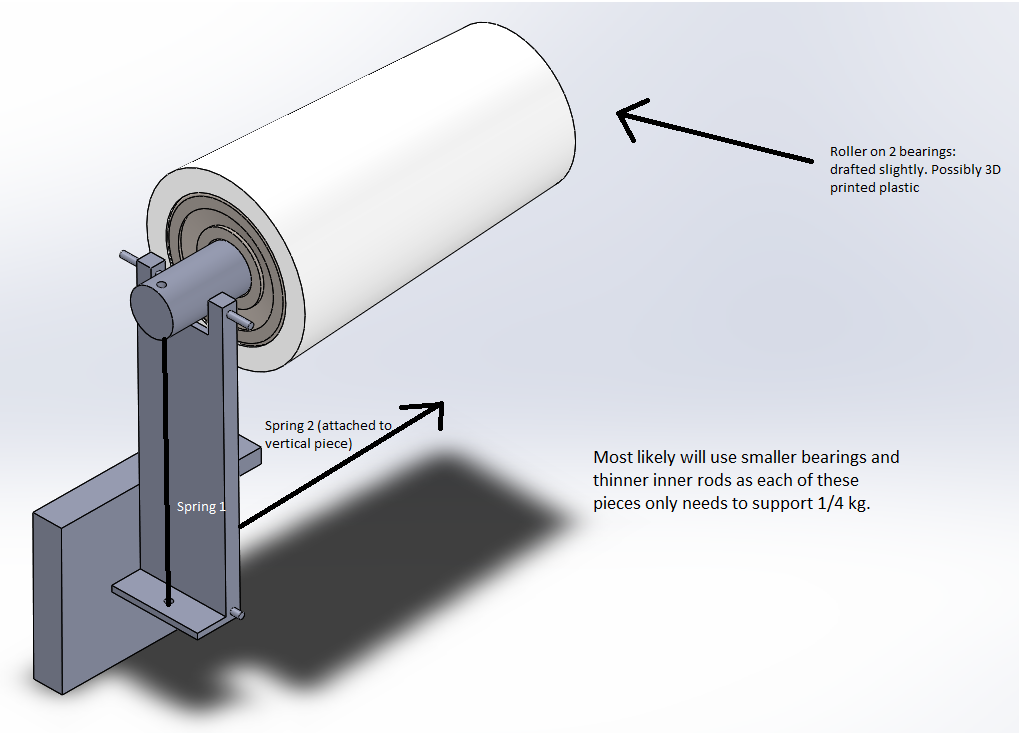 Roller on 2 bearings:
drafted slightly. Possibly 3D
printed plastic
Spring 2 (attached to
vertical piece)
Most likely will use smaller bearings and
thinner inner rods as each of these
pieces only needs to support 1/4 kg.
Spring 1